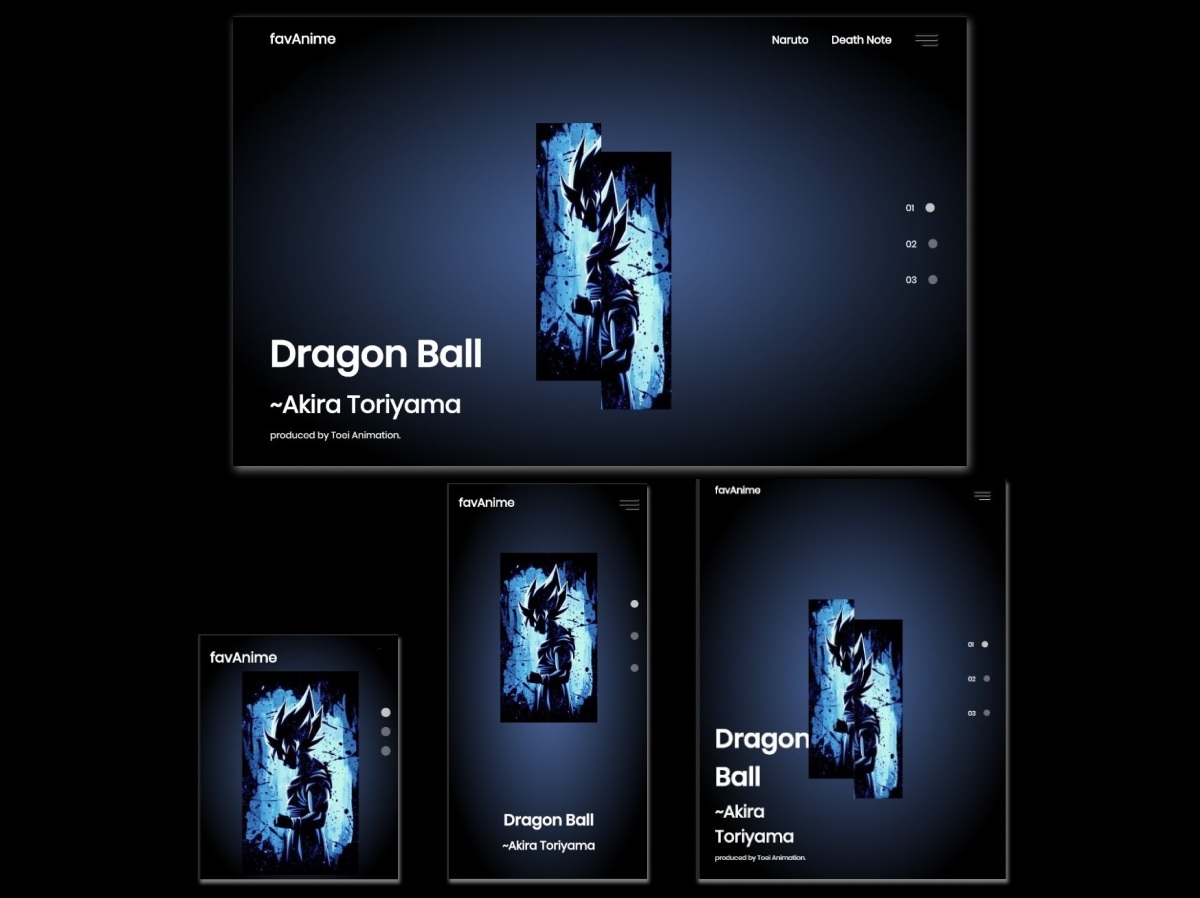 favAnime
Naruto
Death Note
01
02
03
Dragon Ball
~Akira Toriyama
produced by Toei Animation.
favAnime
favAnime
Dragon Ball
~Akira Toriyama
favAnime
01
02
03
Dragon
Ball
~Akira
Toriyama
produced by Toei Animation.